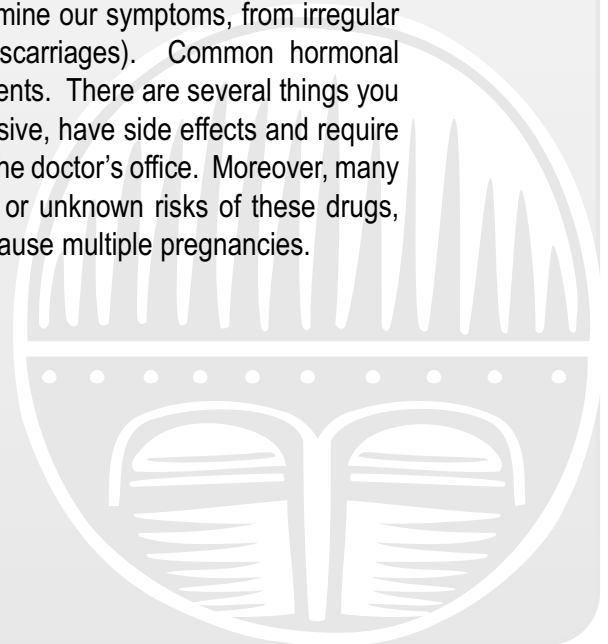 mine our symptoms, from irregular
scarriages). Common hormonal
ents. There are several things you
sive, have side effects and require
ne doctor's office. Moreover, many
or unknown risks of these drugs,
ause multiple pregnancies.